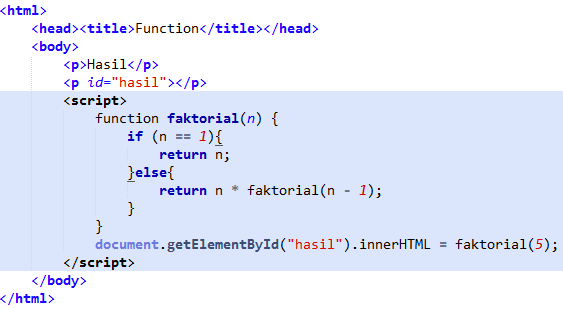 <html>
<head><title>Function</title></head>
<body>
<p>Hasil</p>
<p id="hasil"></p>
<script>
function faktorial(n) {
if (n == 1){
return n;
}else{
return n * faktorial(n - 1);
}
}
document.getElementById("hasil").innerHTML = faktorial(5);
</script>
</body>
</html>